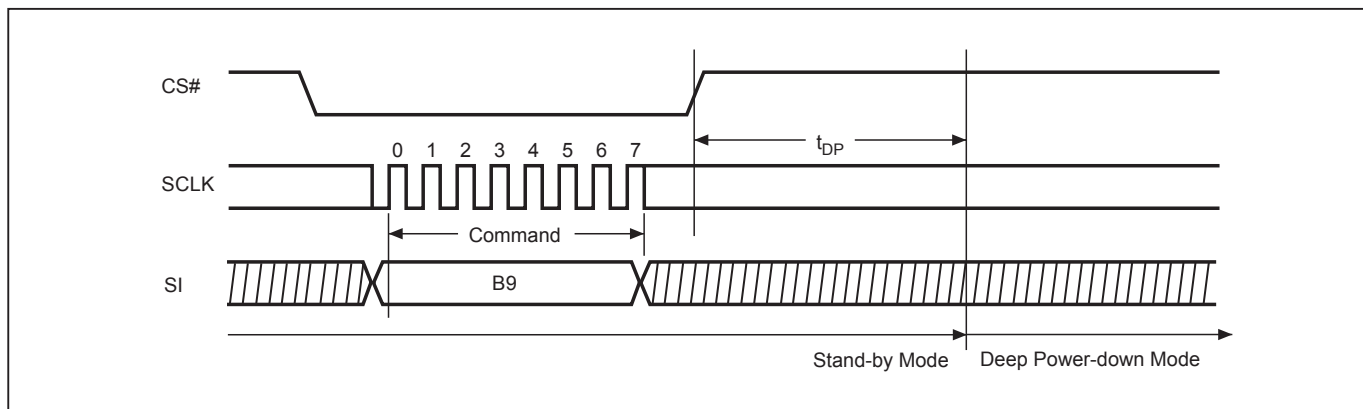 CS#
tDP
0 1 2 3 4 5 6 7
SCLK
Command
SI
B9
Stand-by Mode
Deep Power-down Mode